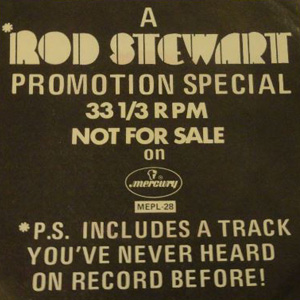 A
*ROD STEWART
PROMOTION SPECIAL
33 1/3 RPM
NOT FOR SALE
on
mercury
MEPL-28
*P.S. INCLUDES A TRACK
YOU'VE NEVER HEARD
ON RECORD BEFORE!